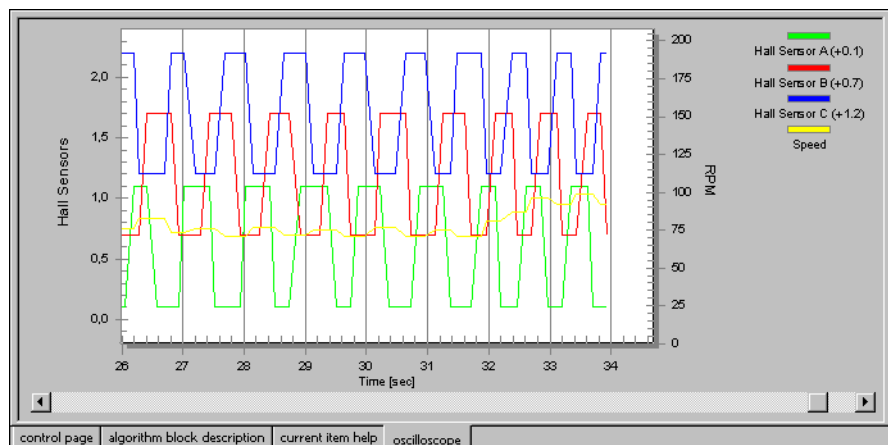 Hall Sensors
2,0
1,5
1,0
0,5
0,0
26 27 28 29 30 31 32 33 34
Time [sec]
200
175
150
125
100
75
50
25
0
RPM
Hall Sensor A (+0.1)
Hall Sensor B (+0.7)
Hall Sensor C (+1.2)
Speed
control page algorithm block description current item help oscilloscope